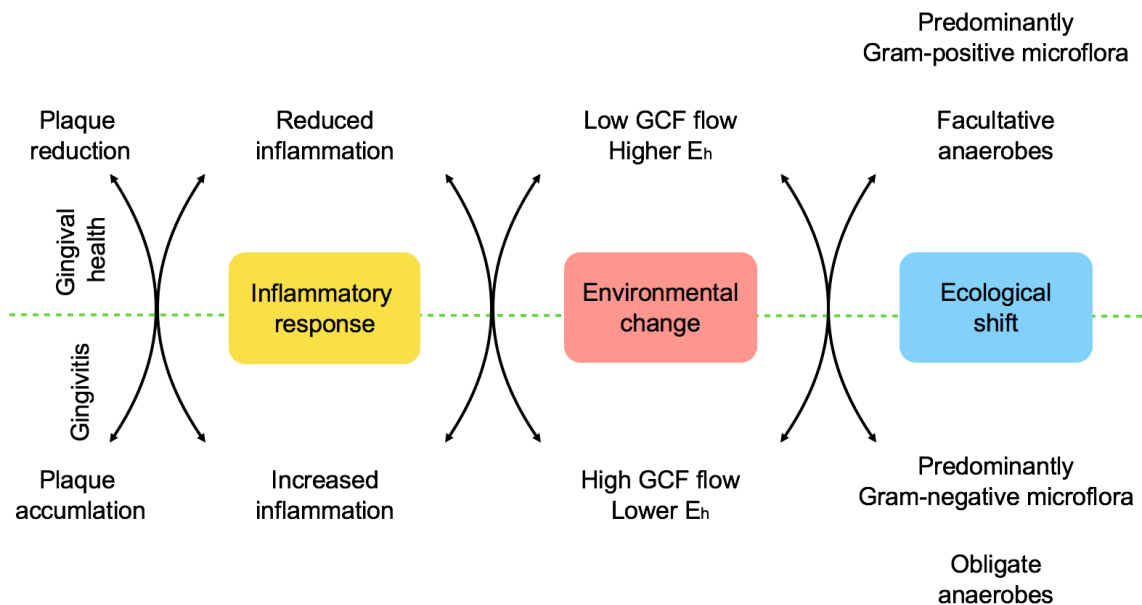 Predominantly
Gram-positive microflora
Plaque
reduction
Reduced
inflammation
Low GCF flow
Higher Eh
Facultative
anaerobes
Gingival
health
Inflammatory
response
Environmental
change
Ecological
shift
Gingivitis
Plaque
accumlation
Increased
inflammation
High GCF flow
Lower Eh
Predominantly
Gram-negative microflora
Obligate
anaerobes